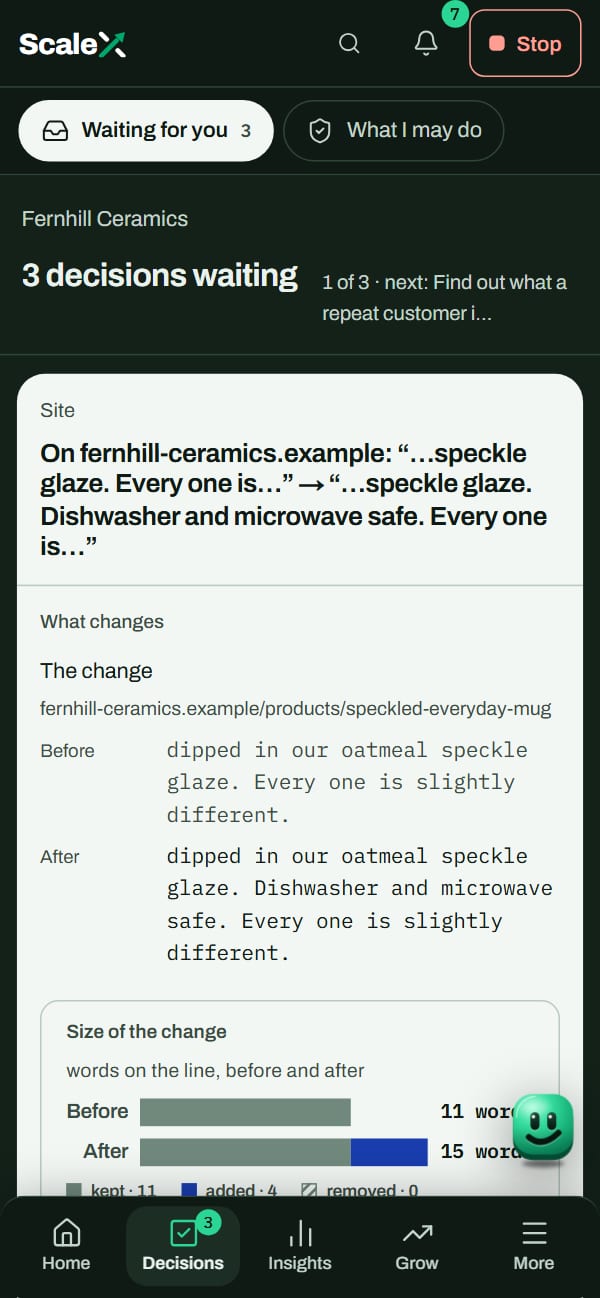 ScaleX
7
Stop
Waiting for you 3
What I may do
Fernhill Ceramics
3 decisions waiting
1 of 3 · next: Find out what a
repeat customer i...
Site
On fernhill-ceramics.example: “…speckle
glaze. Every one is…” → “…speckle glaze.
Dishwasher and microwave safe. Every one
is…”
What changes
The change
fernhill-ceramics.example/products/speckled-everyday-mug
Before
dipped in our oatmeal speckle
glaze. Every one is slightly
different.
After
dipped in our oatmeal speckle
glaze. Dishwasher and microwave
safe. Every one is slightly
different.
Size of the change
words on the line, before and after
Before 11
After 15
kept · 11 added · 4 removed · 0
3
Home Decisions Insights Grow More